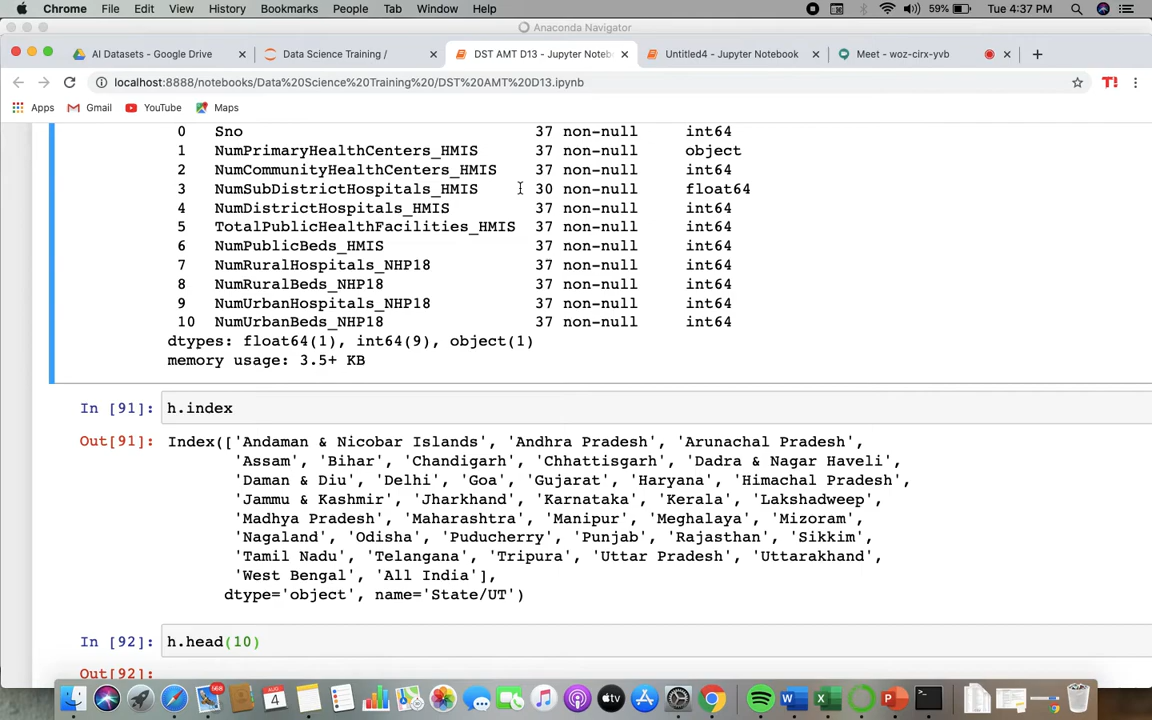 Chrome File Edit View History Bookmarks People Tab Window Help 59% Tue 4:37 PM
Anaconda Navigator
AI Datasets - Google Drive × Data Science Training / × DST AMT D13 - Jupyter Noteb × Untitled4 - Jupyter Notebook × Meet - woz-cirx-yvb × +
localhost:8888/notebooks/Data%20Science%20Training%20/DST%20AMT%20D13.ipynb T!
Apps Gmail YouTube Maps
0 Sno 37 non-null int64
1 NumPrimaryHealthCenters_HMIS 37 non-null object
2 NumCommunityHealthCenters_HMIS 37 non-null int64
3 NumSubDistrictHospitals_HMIS 30 non-null float64
4 NumDistrictHospitals_HMIS 37 non-null int64
5 TotalPublicHealthFacilities_HMIS 37 non-null int64
6 NumPublicBeds_HMIS 37 non-null int64
7 NumRuralHospitals_NHP18 37 non-null int64
8 NumRuralBeds_NHP18 37 non-null int64
9 NumUrbanHospitals_NHP18 37 non-null int64
10 NumUrbanBeds_NHP18 37 non-null int64
dtypes: float64(1), int64(9), object(1)
memory usage: 3.5+ KB
In [91]: h.index
Out[91]: Index(['Andaman & Nicobar Islands', 'Andhra Pradesh', 'Arunachal Pradesh',
'Assam', 'Bihar', 'Chandigarh', 'Chhattisgarh', 'Dadra & Nagar Haveli',
'Daman & Diu', 'Delhi', 'Goa', 'Gujarat', 'Haryana', 'Himachal Pradesh',
'Jammu & Kashmir', 'Jharkhand', 'Karnataka', 'Kerala', 'Lakshadweep',
'Madhya Pradesh', 'Maharashtra', 'Manipur', 'Meghalaya', 'Mizoram',
'Nagaland', 'Odisha', 'Puducherry', 'Punjab', 'Rajasthan', 'Sikkim',
'Tamil Nadu', 'Telangana', 'Tripura', 'Uttar Pradesh', 'Uttarakhand',
'West Bengal', 'All India'],
dtype='object', name='State/UT')
In [92]: h.head(10)
Out[92]: